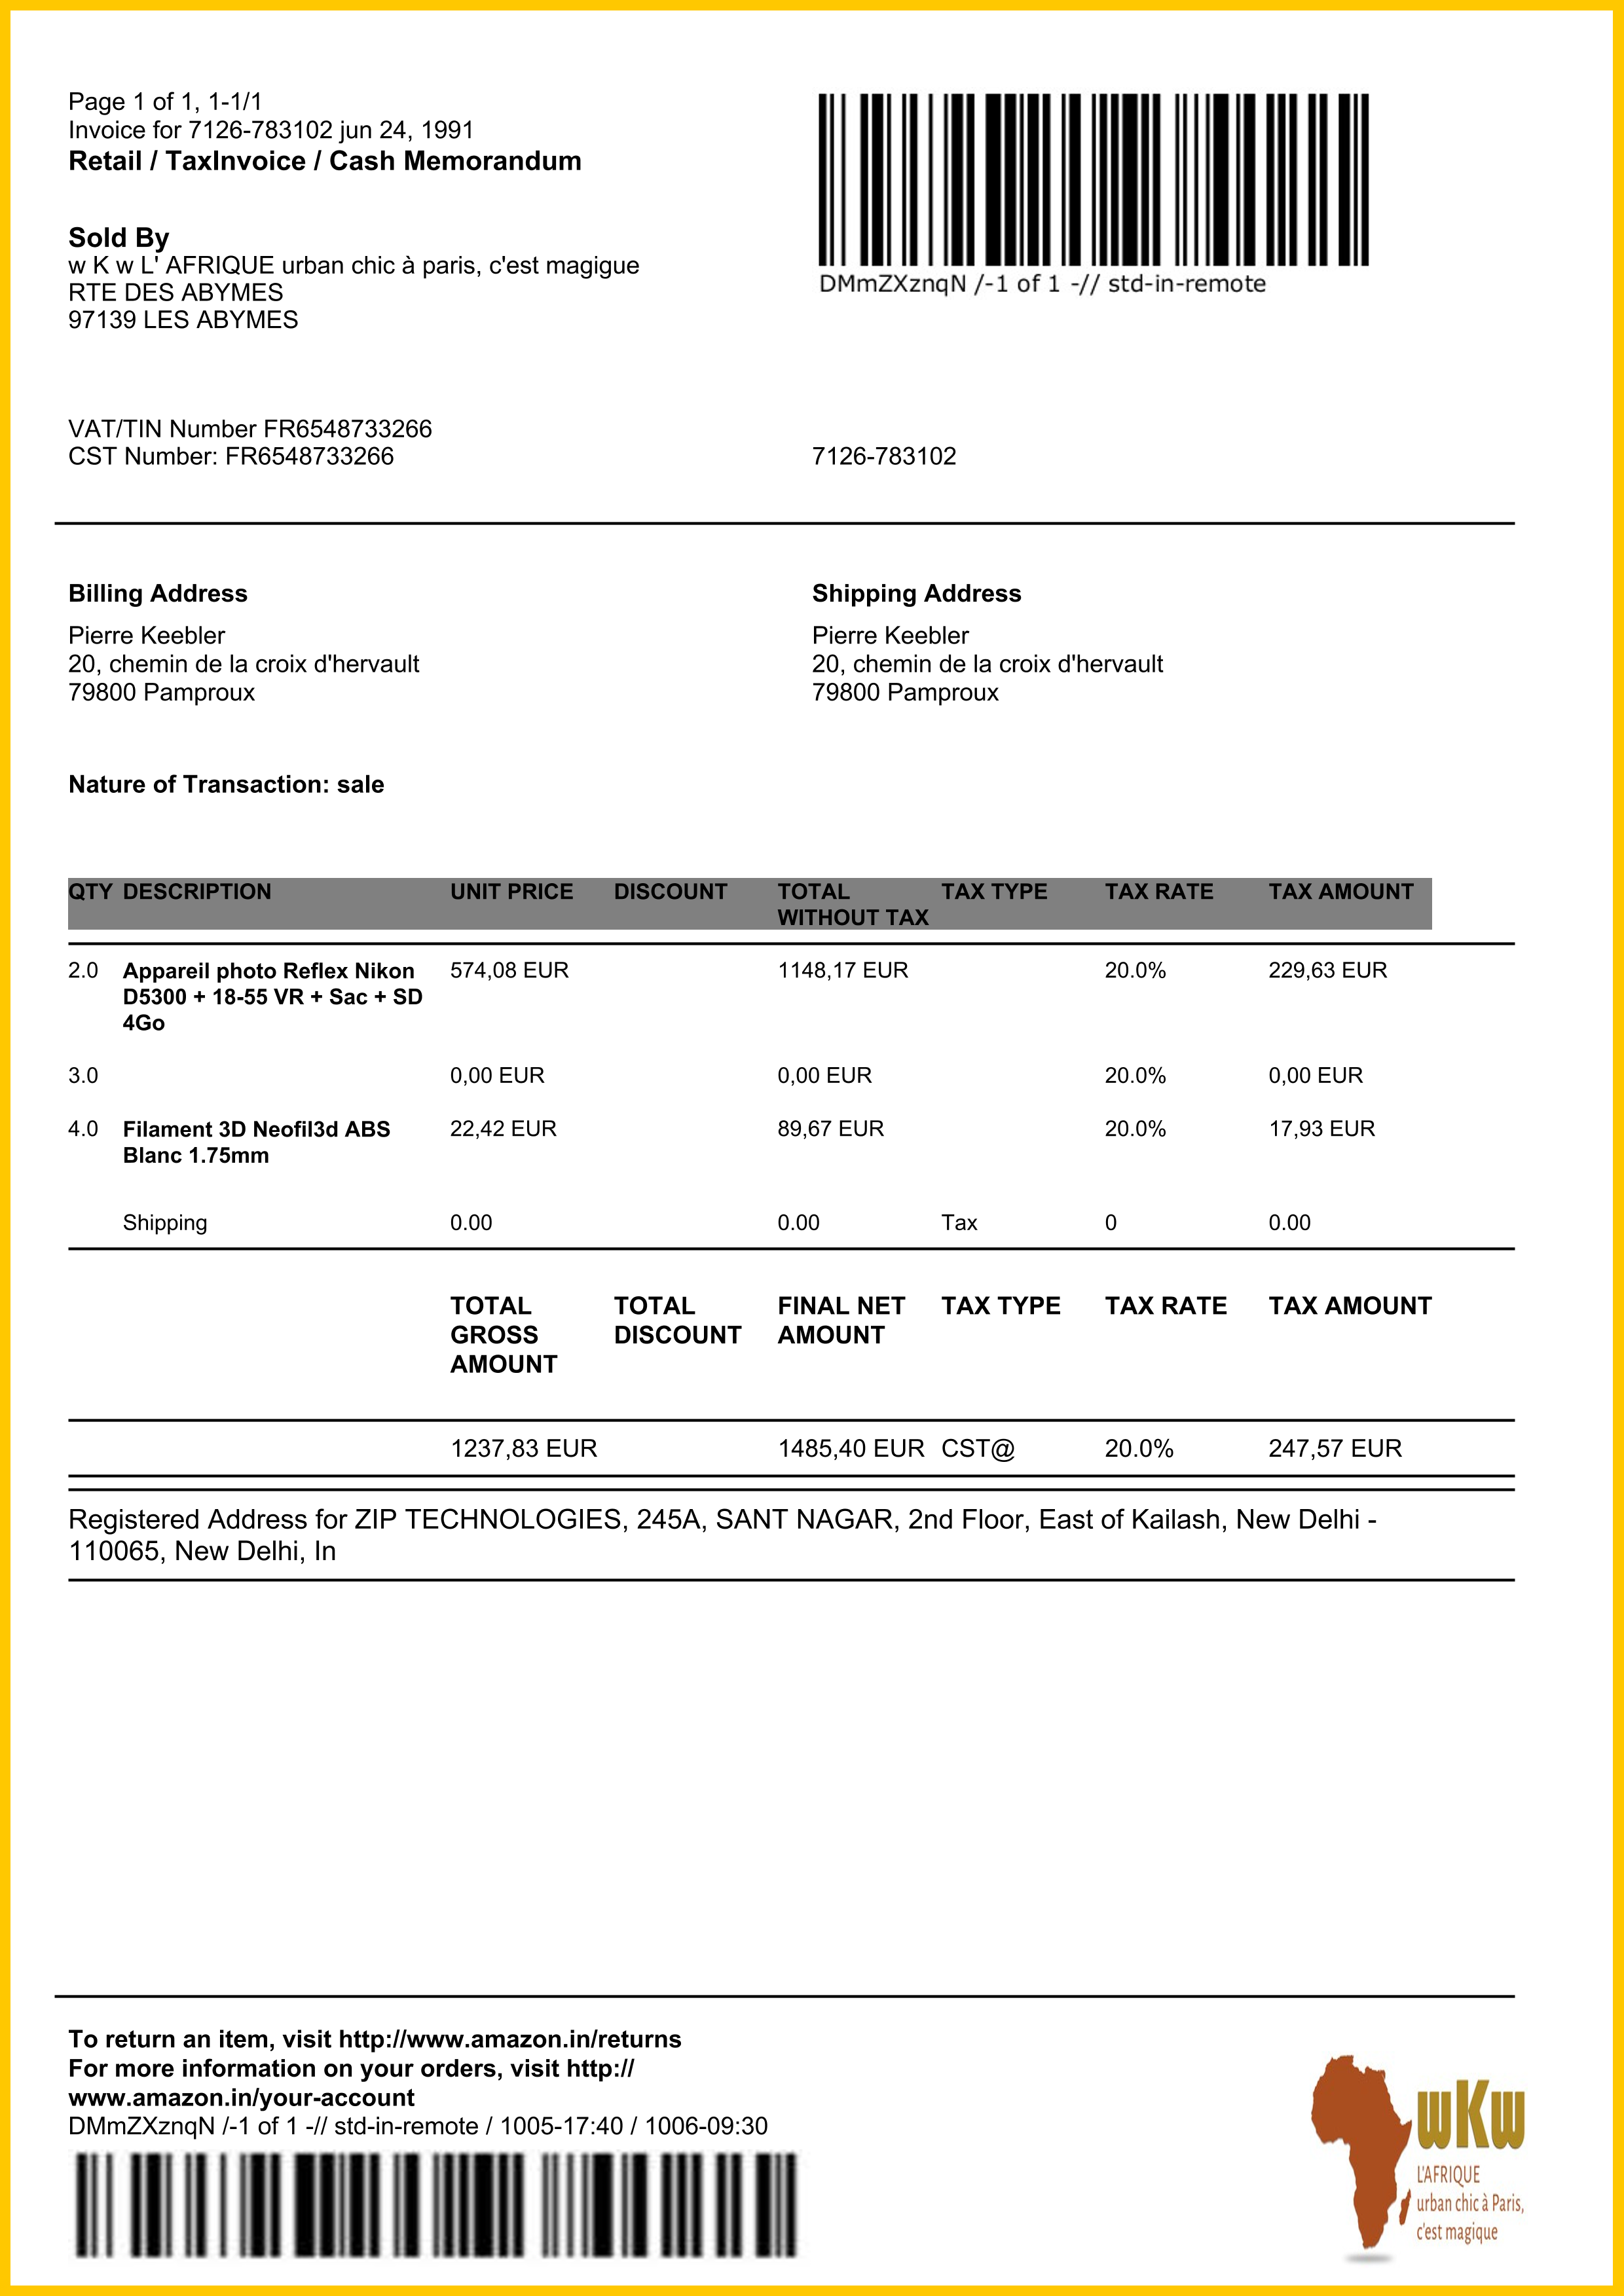 Page 1 of 1, 1-1/1
Invoice for 7126-783102 jun 24, 1991
Retail / TaxInvoice / Cash Memorandum
DMmZXznqN /-1 of 1 -// std-in-remote
Sold By
w K w L' AFRIQUE urban chic à paris, c'est magigue
RTE DES ABYMES
97139 LES ABYMES
VAT/TIN Number FR6548733266
CST Number: FR6548733266
7126-783102
Billing Address
Pierre Keebler
20, chemin de la croix d'hervault
79800 Pamproux
Shipping Address
Pierre Keebler
20, chemin de la croix d'hervault
79800 Pamproux
Nature of Transaction: sale
QTY DESCRIPTION UNIT PRICE DISCOUNT TOTAL TAX TYPE TAX RATE TAX AMOUNT
WITHOUT TAX
2.0 Appareil photo Reflex Nikon 574,08 EUR 1148,17 EUR 20.0% 229,63 EUR
D5300 + 18-55 VR + Sac + SD
4Go
3.0 0,00 EUR 0,00 EUR 20.0% 0,00 EUR
4.0 Filament 3D Neofil3d ABS 22,42 EUR 89,67 EUR 20.0% 17,93 EUR
Blanc 1.75mm
Shipping 0.00 0.00 Tax 0 0.00
TOTAL TOTAL FINAL NET TAX TYPE TAX RATE TAX AMOUNT
GROSS DISCOUNT AMOUNT
AMOUNT
1237,83 EUR 1485,40 EUR CST@ 20.0% 247,57 EUR
Registered Address for ZIP TECHNOLOGIES, 245A, SANT NAGAR, 2nd Floor, East of Kailash, New Delhi -
110065, New Delhi, In
To return an item, visit http://www.amazon.in/returns
For more information on your orders, visit http://
www.amazon.in/your-account
DMmZXznqN /-1 of 1 -// std-in-remote / 1005-17:40 / 1006-09:30
wKw
L'AFRIQUE
urban chic à Paris,
c'est magique